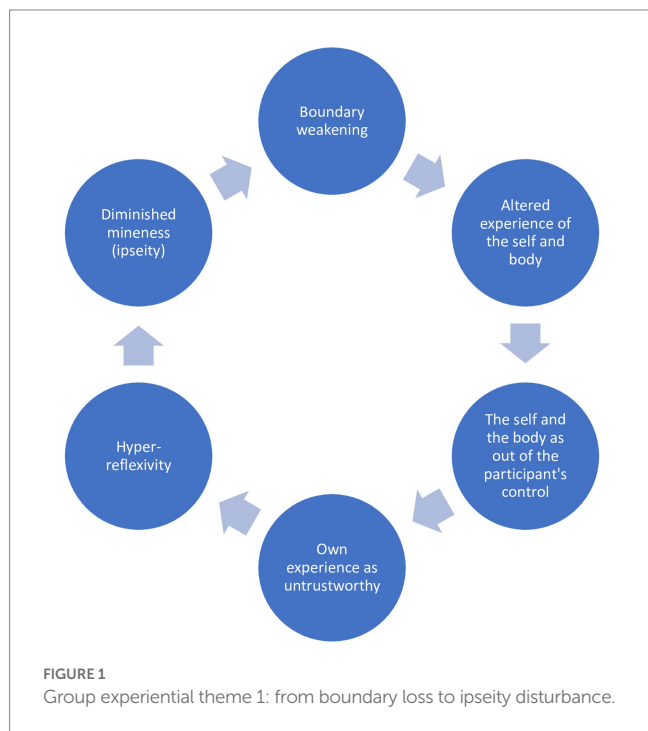 Boundary
weakening
Altered
experience of
the self and
body
The self and
the body as
out of the
participant's
control
Own
experience as
untrustworthy
Hyper-
reflexivity
Diminished
mineness
(ipseity)
FIGURE 1
Group experiential theme 1: from boundary loss to ipseity disturbance.